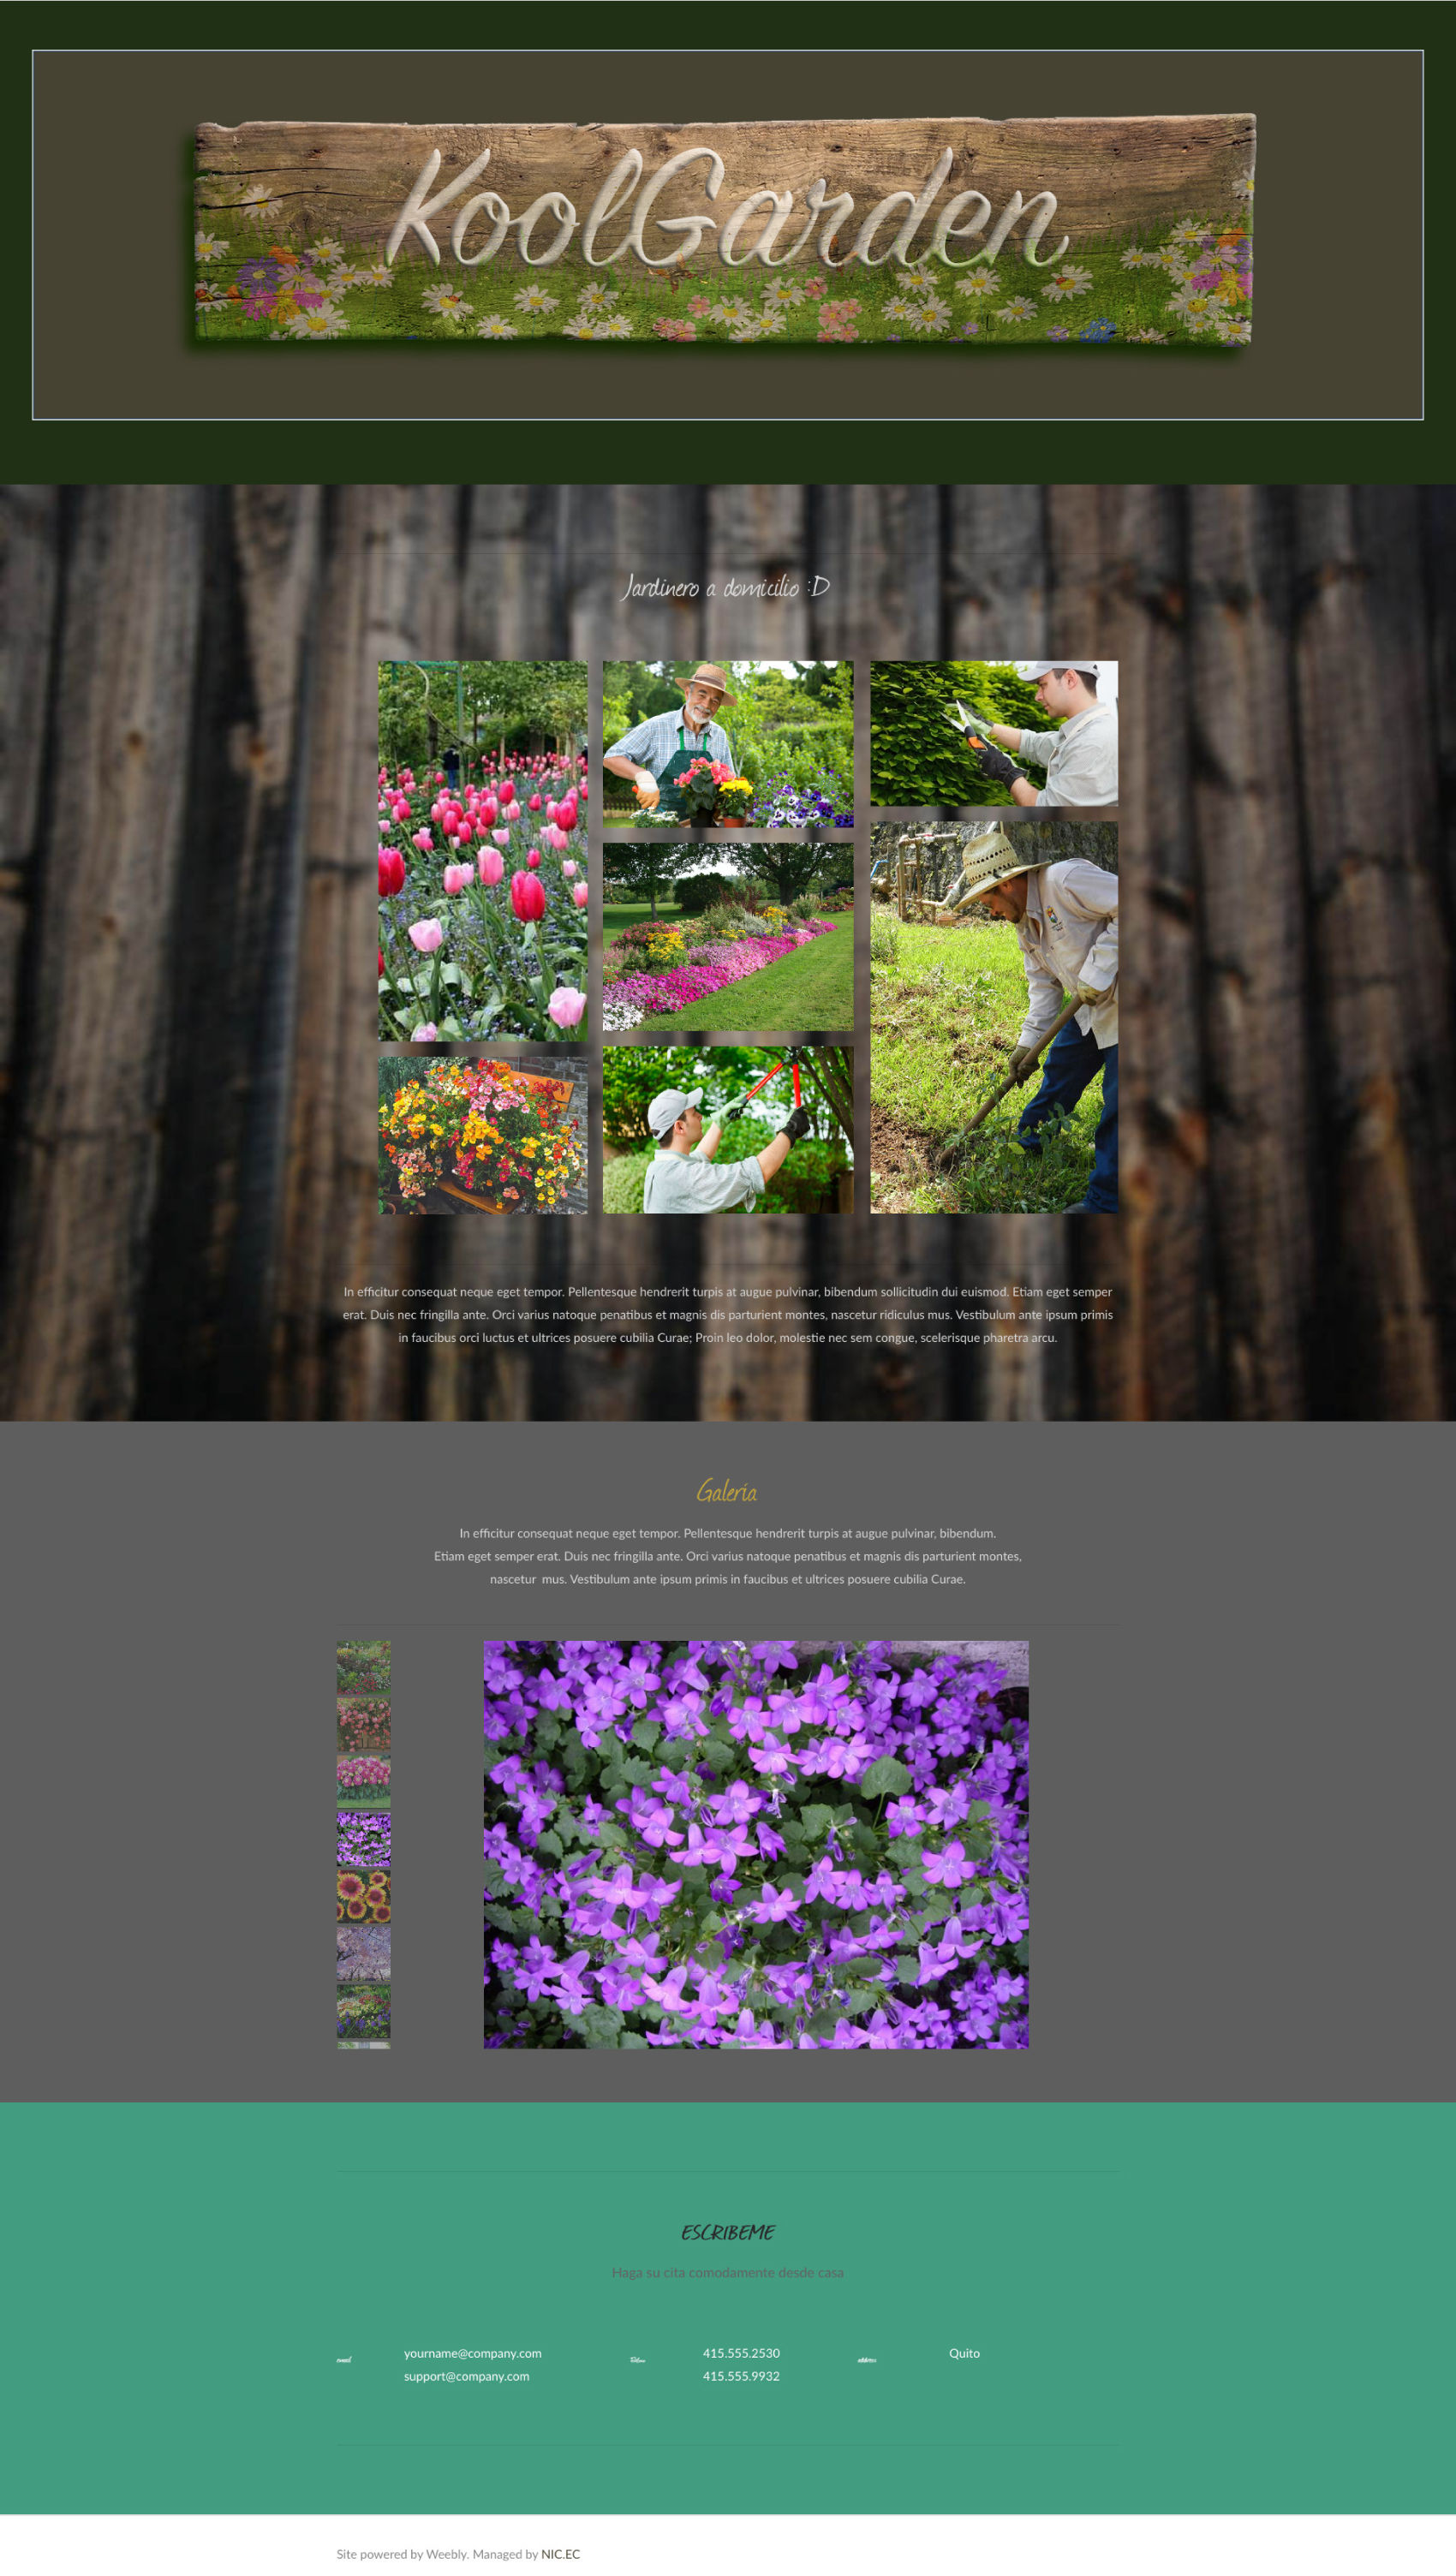 KoolGarden
Jardinero a domicilio :D
In efficitur consequat neque eget tempor. Pellentesque hendrerit turpis at augue pulvinar, bibendum sollicitudin dui euismod. Etiam eget semper
erat. Duis nec fringilla ante. Orci varius natoque penatibus et magnis dis parturient montes, nascetur ridiculus mus. Vestibulum ante ipsum primis
in faucibus orci luctus et ultrices posuere cubilia Curae; Proin leo dolor, molestie nec sem congue, scelerisque pharetra arcu.
Galería
In efficitur consequat neque eget tempor. Pellentesque hendrerit turpis at augue pulvinar, bibendum.
Etiam eget semper erat. Duis nec fringilla ante. Orci varius natoque penatibus et magnis dis parturient montes,
nascetur mus. Vestibulum ante ipsum primis in faucibus et ultrices posuere cubilia Curae.
ESCRIBEME
Haga su cita comodamente desde casa
yourname@company.com
support@company.com
415.555.2530
415.555.9932
Quito
Site powered by Weebly. Managed by NIC.EC